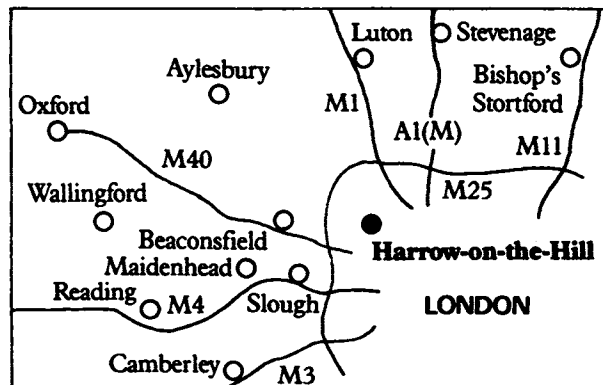 Luton
Stevenage
Aylesbury
Bishop's
Stortford
Oxford
M1
A1(M)
M11
M40
M25
Wallingford
Beaconsfield
Harrow-on-the-Hill
Maidenhead
Reading
M4
Slough
LONDON
Camberley
M3